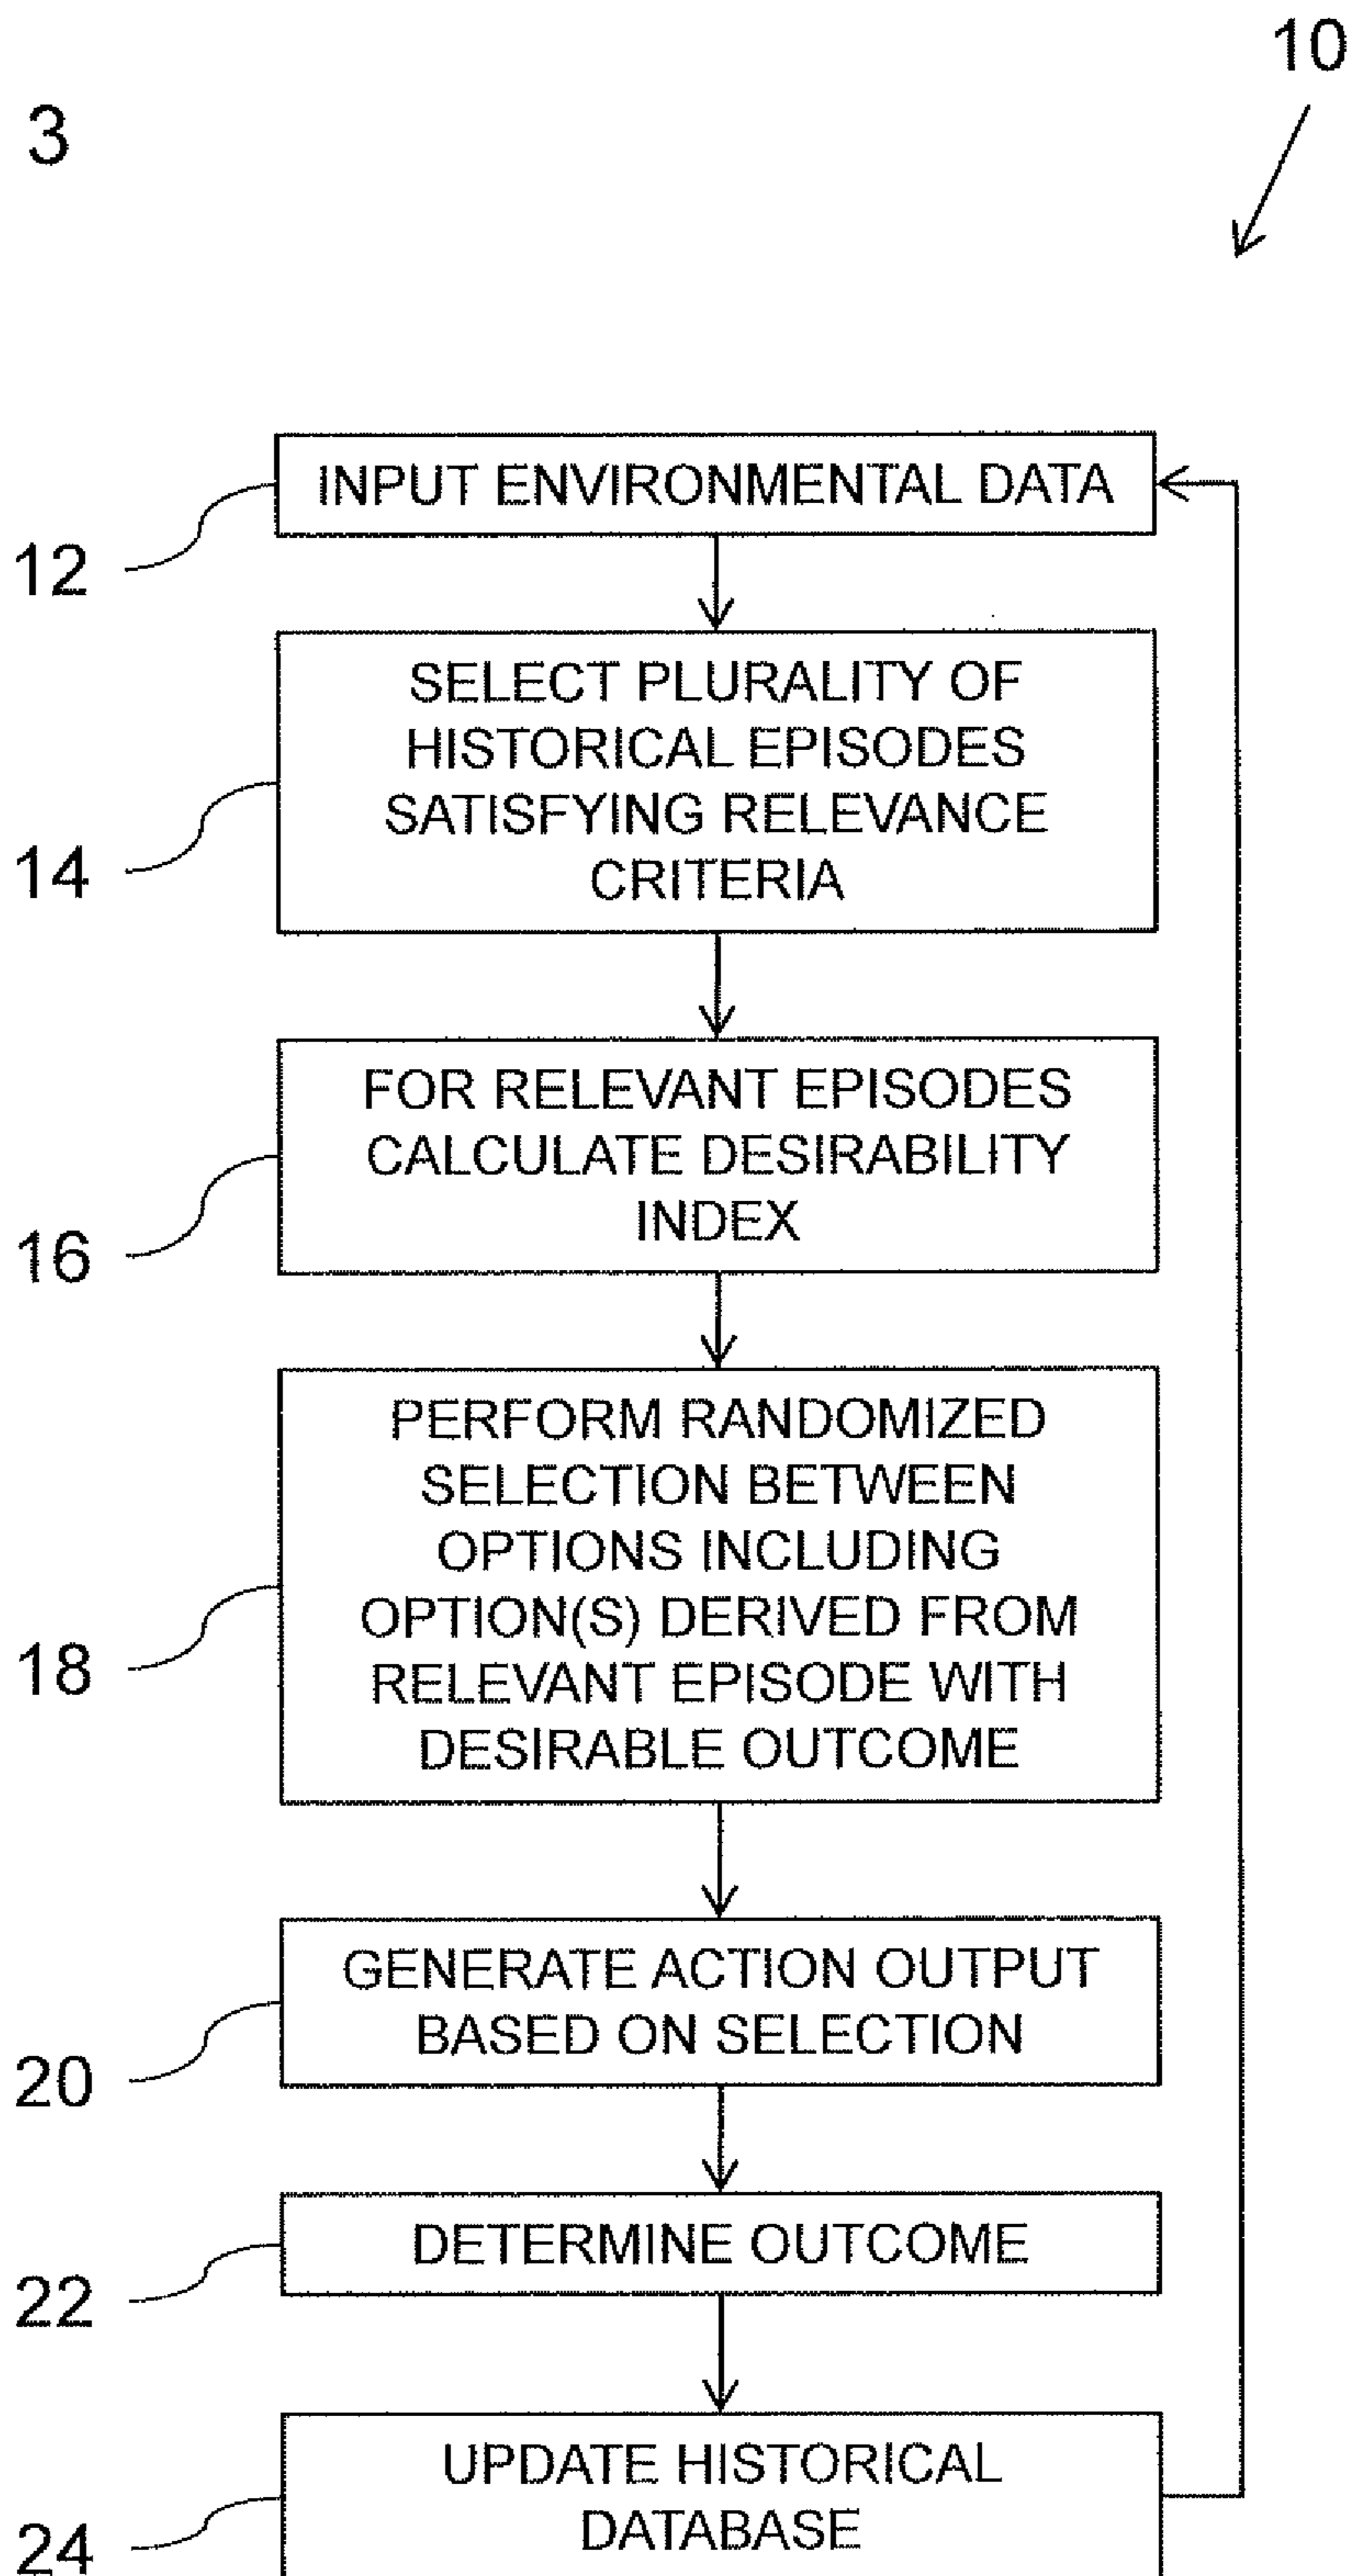 10
3
INPUT ENVIRONMENTAL DATA
12
SELECT PLURALITY OF
HISTORICAL EPISODES
SATISFYING RELEVANCE
CRITERIA
14
FOR RELEVANT EPISODES
CALCULATE DESIRABILITY
INDEX
16
PERFORM RANDOMIZED
SELECTION BETWEEN
OPTIONS INCLUDING
OPTION(S) DERIVED FROM
RELEVANT EPISODE WITH
DESIRABLE OUTCOME
18
GENERATE ACTION OUTPUT
BASED ON SELECTION
20
DETERMINE OUTCOME
22
UPDATE HISTORICAL
DATABASE
24